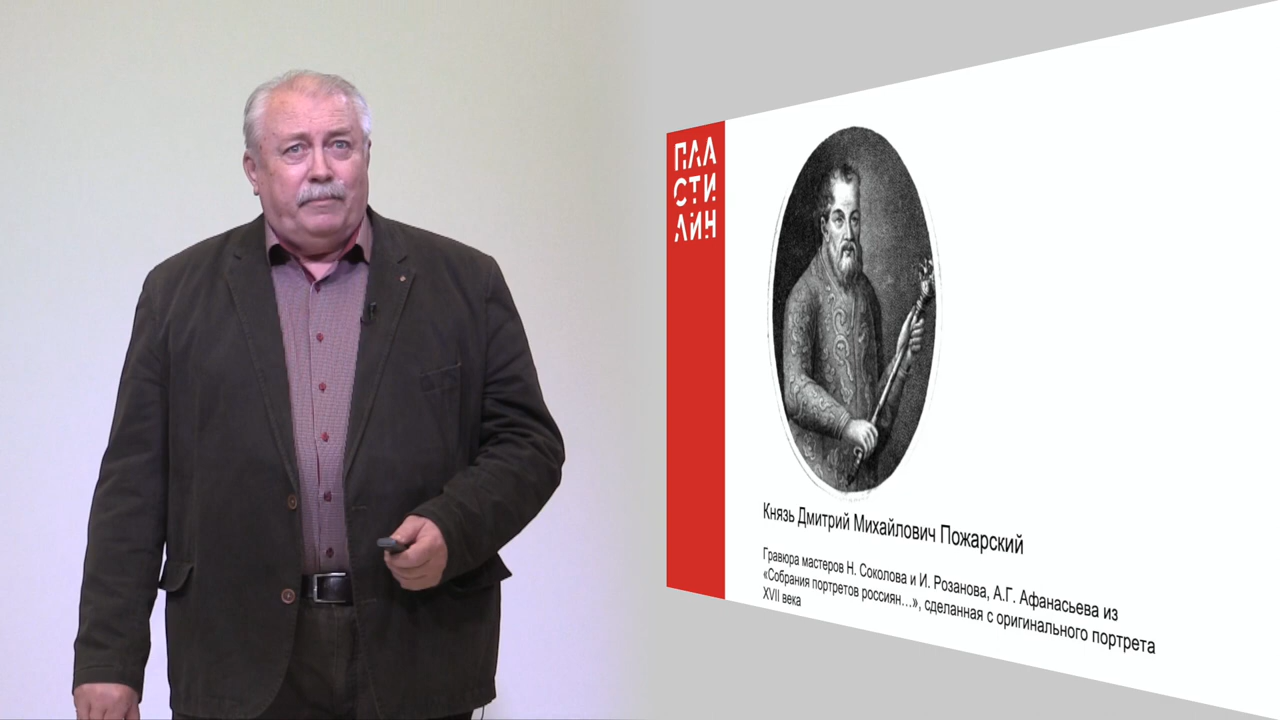 ПЛА
СТИ
ЛИН
Князь Дмитрий Михайлович Пожарский
Гравюра мастеров Н. Соколова и И. Розанова, А.Г. Афанасьева из
«Собрания портретов россиян…», сделанная с оригинального портрета
XVII века